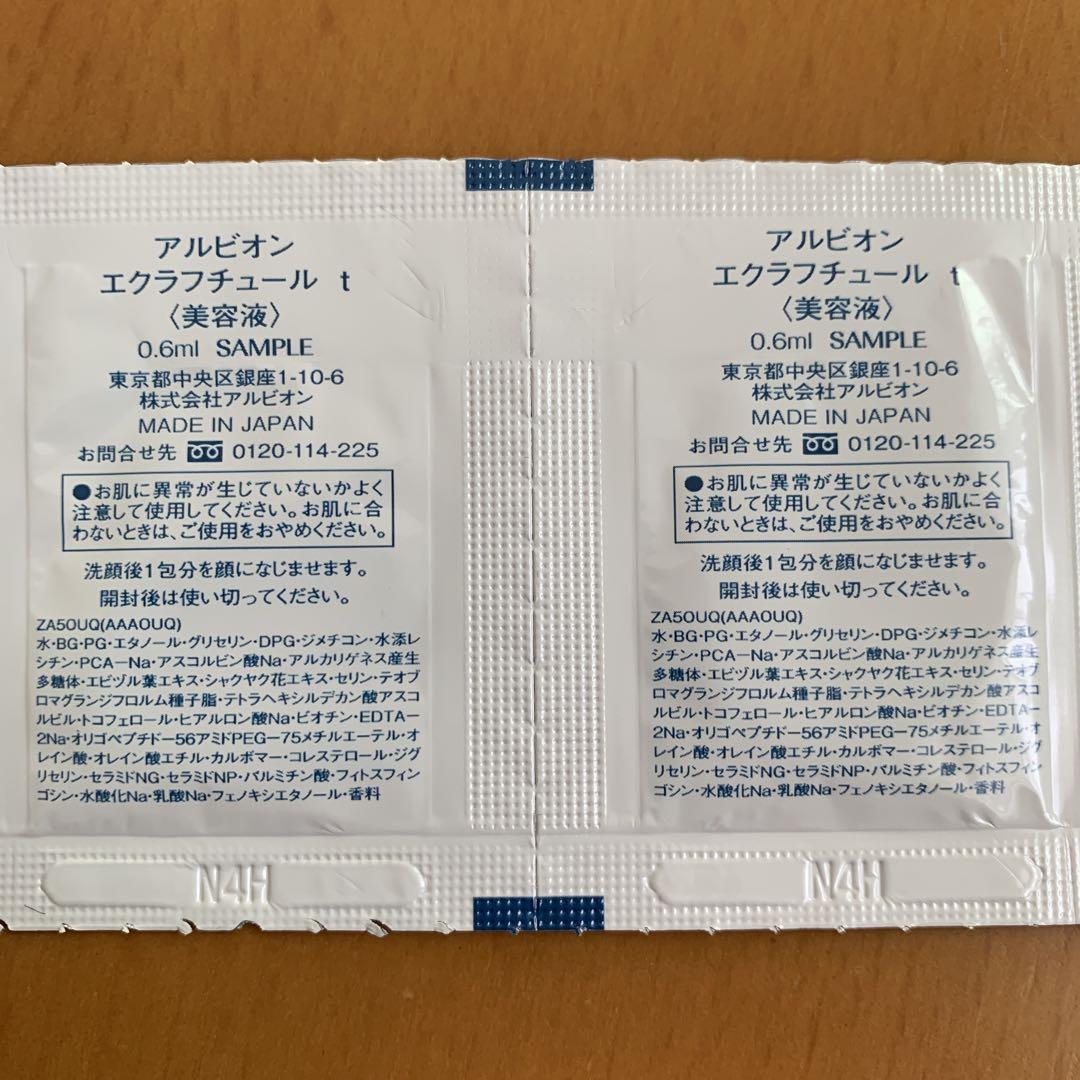 アルビオン
エクラフチュール t
〈美容液〉
0.6ml SAMPLE
東京都中央区銀座1-10-6
株式会社アルビオン
MADE IN JAPAN
お問合せ先 0120-114-225
●お肌に異常が生じていないかよく
注意して使用してください。お肌に合
わないときは、ご使用をおやめください。
洗顔後1包分を顔になじませます。
開封後は使い切ってください。
ZA50UQ(AAA0UQ)
水・BG・PG・エタノール・グリセリン・DPG・ジメチコン・水添レ
シチン・PCA－Na・アスコルビン酸Na・アルカリゲネス産生
多糖体・エビヅル葉エキス・シャクヤク花エキス・セリン・テオブ
ロマグランジフロルム種子脂・テトラヘキシルデカン酸アスコ
ルビル・トコフェロール・ヒアルロン酸Na・ビオチン・EDTA－
2Na・オリゴペプチド－56アミドPEG－75メチルエーテル・オ
レイン酸・オレイン酸エチル・カルボマー・コレステロール・ジグ
リセリン・セラミドNG・セラミドNP・パルミチン酸・フィトスフィン
ゴシン・水酸化Na・乳酸Na・フェノキシエタノール・香料
N4H
アルビオン
エクラフチュール t
〈美容液〉
0.6ml SAMPLE
東京都中央区銀座1-10-6
株式会社アルビオン
MADE IN JAPAN
お問合せ先 0120-114-225
●お肌に異常が生じていないかよく
注意して使用してください。お肌に合
わないときは、ご使用をおやめください。
洗顔後1包分を顔になじませます。
開封後は使い切ってください。
ZA50UQ(AAA0UQ)
水・BG・PG・エタノール・グリセリン・DPG・ジメチコン・水添レ
シチン・PCA－Na・アスコルビン酸Na・アルカリゲネス産生
多糖体・エビヅル葉エキス・シャクヤク花エキス・セリン・テオブ
ロマグランジフロルム種子脂・テトラヘキシルデカン酸アスコ
ルビル・トコフェロール・ヒアルロン酸Na・ビオチン・EDTA－
2Na・オリゴペプチド－56アミドPEG－75メチルエーテル・オ
レイン酸・オレイン酸エチル・カルボマー・コレステロール・ジグ
リセリン・セラミドNG・セラミドNP・パルミチン酸・フィトスフィン
ゴシン・水酸化Na・乳酸Na・フェノキシエタノール・香料
N4H